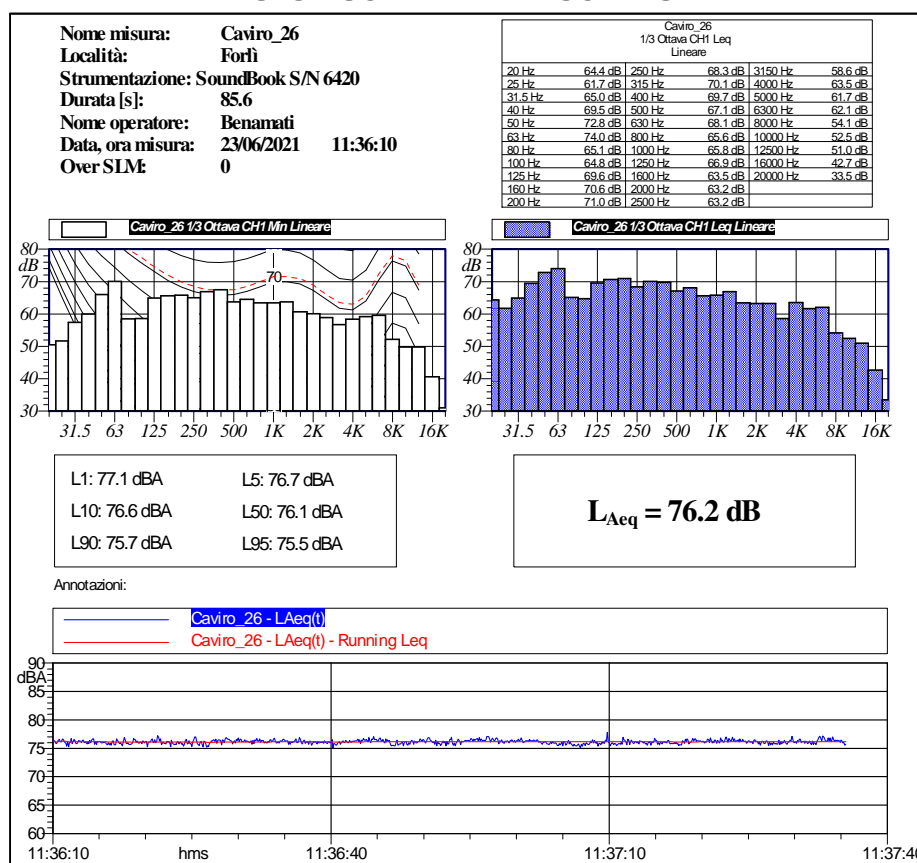 Nome misura: Caviro_26
Località: Forlì
Strumentazione: SoundBook S/N 6420
Durata [s]: 85.6
Nome operatore: Benamati
Data, ora misura: 23/06/2021 11:36:10
Over SLM: 0
Caviro_26
1/3 Ottava CH1 Leq
Lineare
20 Hz 64.4 dB 250 Hz 68.3 dB 3150 Hz 58.6 dB
25 Hz 61.7 dB 315 Hz 70.1 dB 4000 Hz 63.5 dB
31.5 Hz 65.0 dB 400 Hz 69.7 dB 5000 Hz 61.7 dB
40 Hz 69.5 dB 500 Hz 67.1 dB 6300 Hz 62.1 dB
50 Hz 72.8 dB 630 Hz 68.1 dB 8000 Hz 54.1 dB
63 Hz 74.0 dB 800 Hz 65.6 dB 10000 Hz 52.5 dB
80 Hz 65.1 dB 1000 Hz 65.8 dB 12500 Hz 51.0 dB
100 Hz 64.8 dB 1250 Hz 66.9 dB 16000 Hz 42.7 dB
125 Hz 69.6 dB 1600 Hz 63.5 dB 20000 Hz 33.5 dB
160 Hz 70.6 dB 2000 Hz 63.2 dB
200 Hz 71.0 dB 2500 Hz 63.2 dB
Caviro_26 1/3 Ottava CH1 Min Lineare
80
dB
70
60
50
40
30
70
31.5 63 125 250 500 1K 2K 4K 8K 16K
Caviro_26 1/3 Ottava CH1 Leq Lineare
80
dB
70
60
50
40
30
31.5 63 125 250 500 1K 2K 4K 8K 16K
L1: 77.1 dBA L5: 76.7 dBA
L10: 76.6 dBA L50: 76.1 dBA
L90: 75.7 dBA L95: 75.5 dBA
LAeq = 76.2 dB
Annotazioni:
Caviro_26 - LAeq(t)
Caviro_26 - LAeq(t) - Running Leq
90
dBA
85
80
75
70
65
60
11:36:10 hms 11:36:40 11:37:10 11:37:40